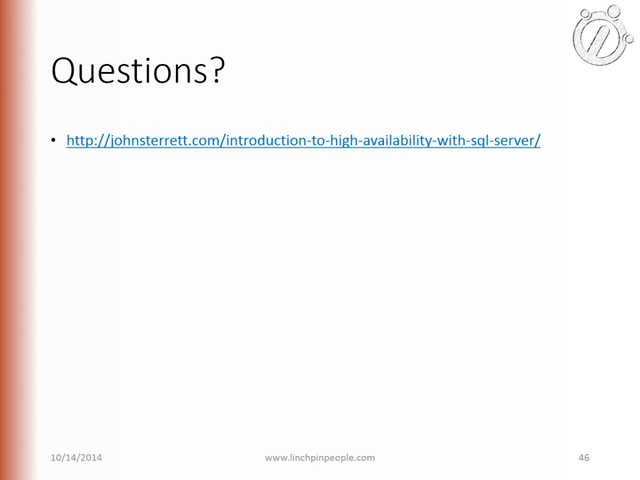 Questions?
• http://johnsterrett.com/introduction-to-high-availability-with-sql-server/
10/14/2014
www.linchpinpeople.com
46